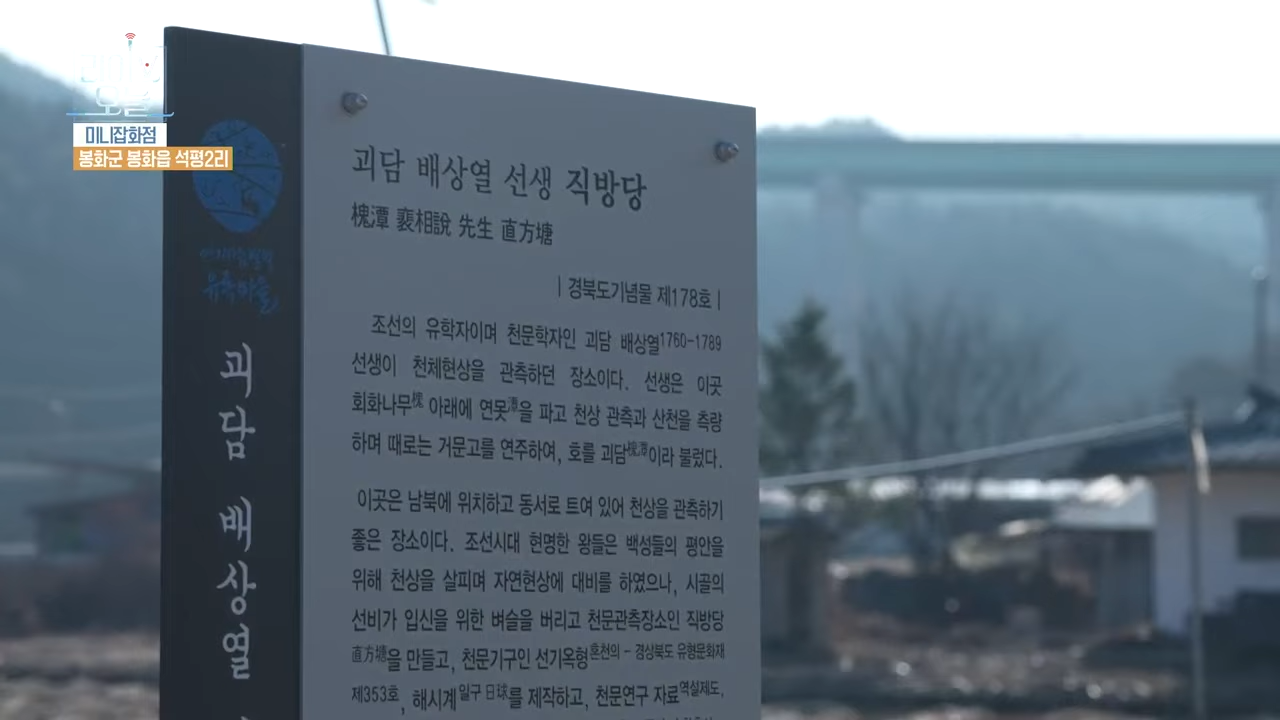 미니잡화점
봉화군 봉화읍 석평2리
유록마을
괴담 배상열
괴담 배상열 선생 직방당
槐潭 裵相說 先生 直方塘
| 경북도기념물 제178호 |
조선의 유학자이며 천문학자인 괴담 배상열1760-1789
선생이 천체현상을 관측하던 장소이다. 선생은 이곳
회화나무槐 아래에 연못潭을 파고 천상 관측과 산천을 측량
하며 때로는 거문고를 연주하여, 호를 괴담槐潭이라 불렀다.
이곳은 남북에 위치하고 동서로 트여 있어 천상을 관측하기
좋은 장소이다. 조선시대 현명한 왕들은 백성들의 평안을
위해 천상을 살피며 자연현상에 대비를 하였으나, 시골의
선비가 입신을 위한 벼슬을 버리고 천문관측장소인 직방당
直方塘을 만들고, 천문기구인 선기옥형혼천의 - 경상북도 유형문화재
제353호, 해시계일구 日球를 제작하고, 천문연구 자료역설제도,